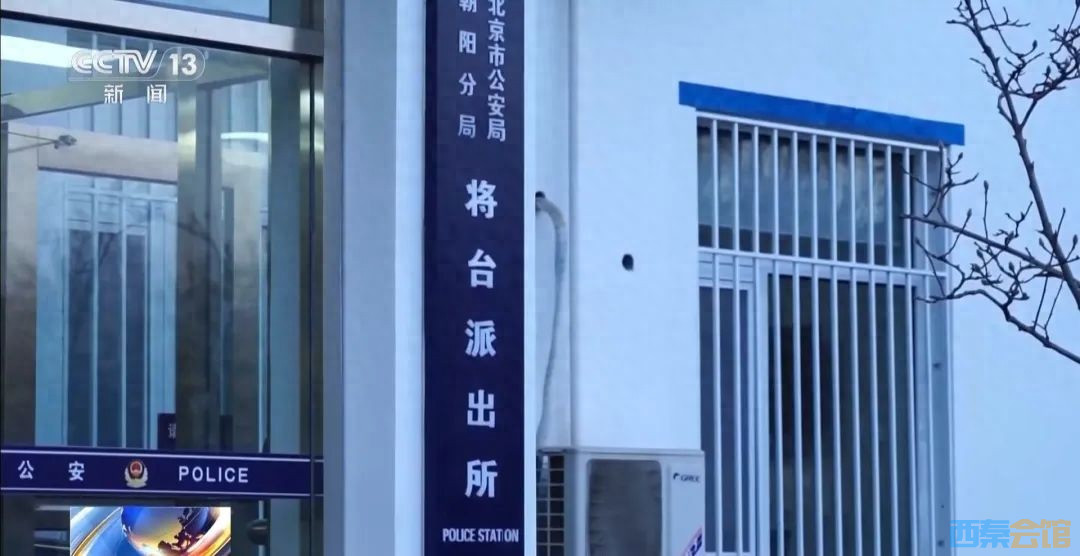 CCTV 13
新闻
北京市公安局
朝阳分局
将台派出所
POLICE STATION
公安 POLICE
GREE
西秦会馆